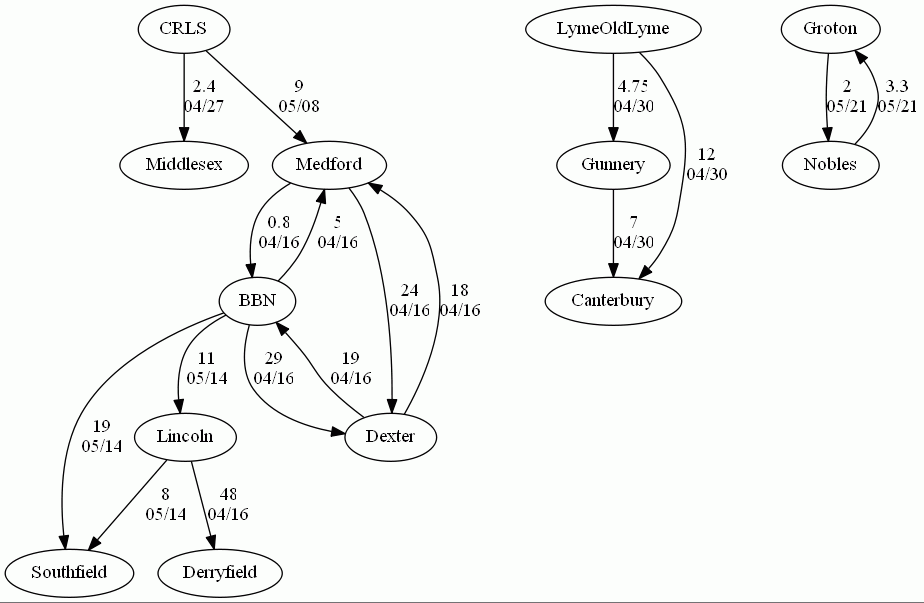 CRLS
LymeOldLyme
Groton
2.4
04/27
9
05/08
4.75
04/30
2
05/21
3.3
05/21
Middlesex
Medford
Gunnery
12
04/30
Nobles
0.8
04/16
5
04/16
7
04/30
BBN
24
04/16
18
04/16
Canterbury
11
05/14
29
04/16
19
04/16
19
05/14
Lincoln
Dexter
8
05/14
48
04/16
Southfield
Derryfield